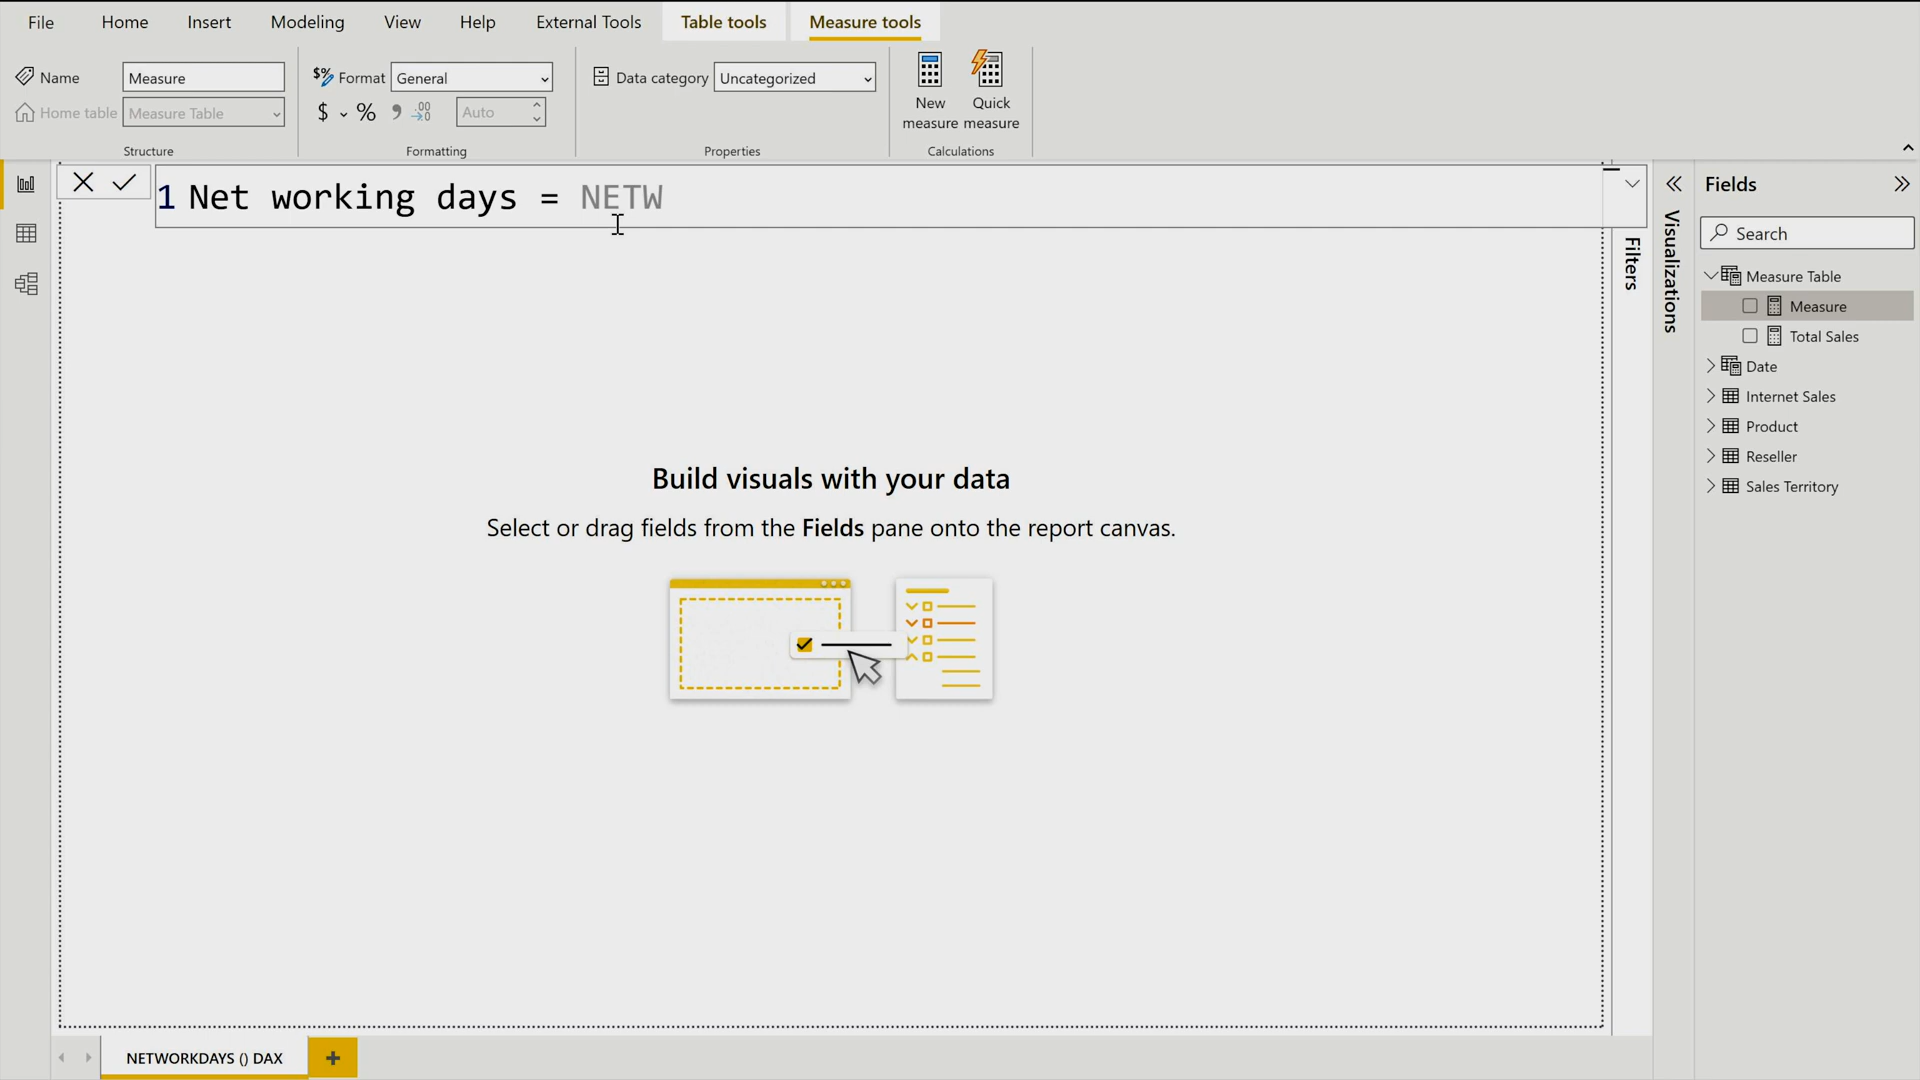 File Home Insert Modeling View Help External Tools Table tools Measure tools
Name Measure
Home table Measure Table
Structure
$% Format General
$ % , .00 →0 Auto
Formatting
Data category Uncategorized
Properties
New measure
Quick measure
Calculations
1 Net working days = NETW
Build visuals with your data
Select or drag fields from the Fields pane onto the report canvas.
Filters
Visualizations
Fields
Search
Measure Table
Measure
Total Sales
Date
Internet Sales
Product
Reseller
Sales Territory
NETWORKDAYS () DAX